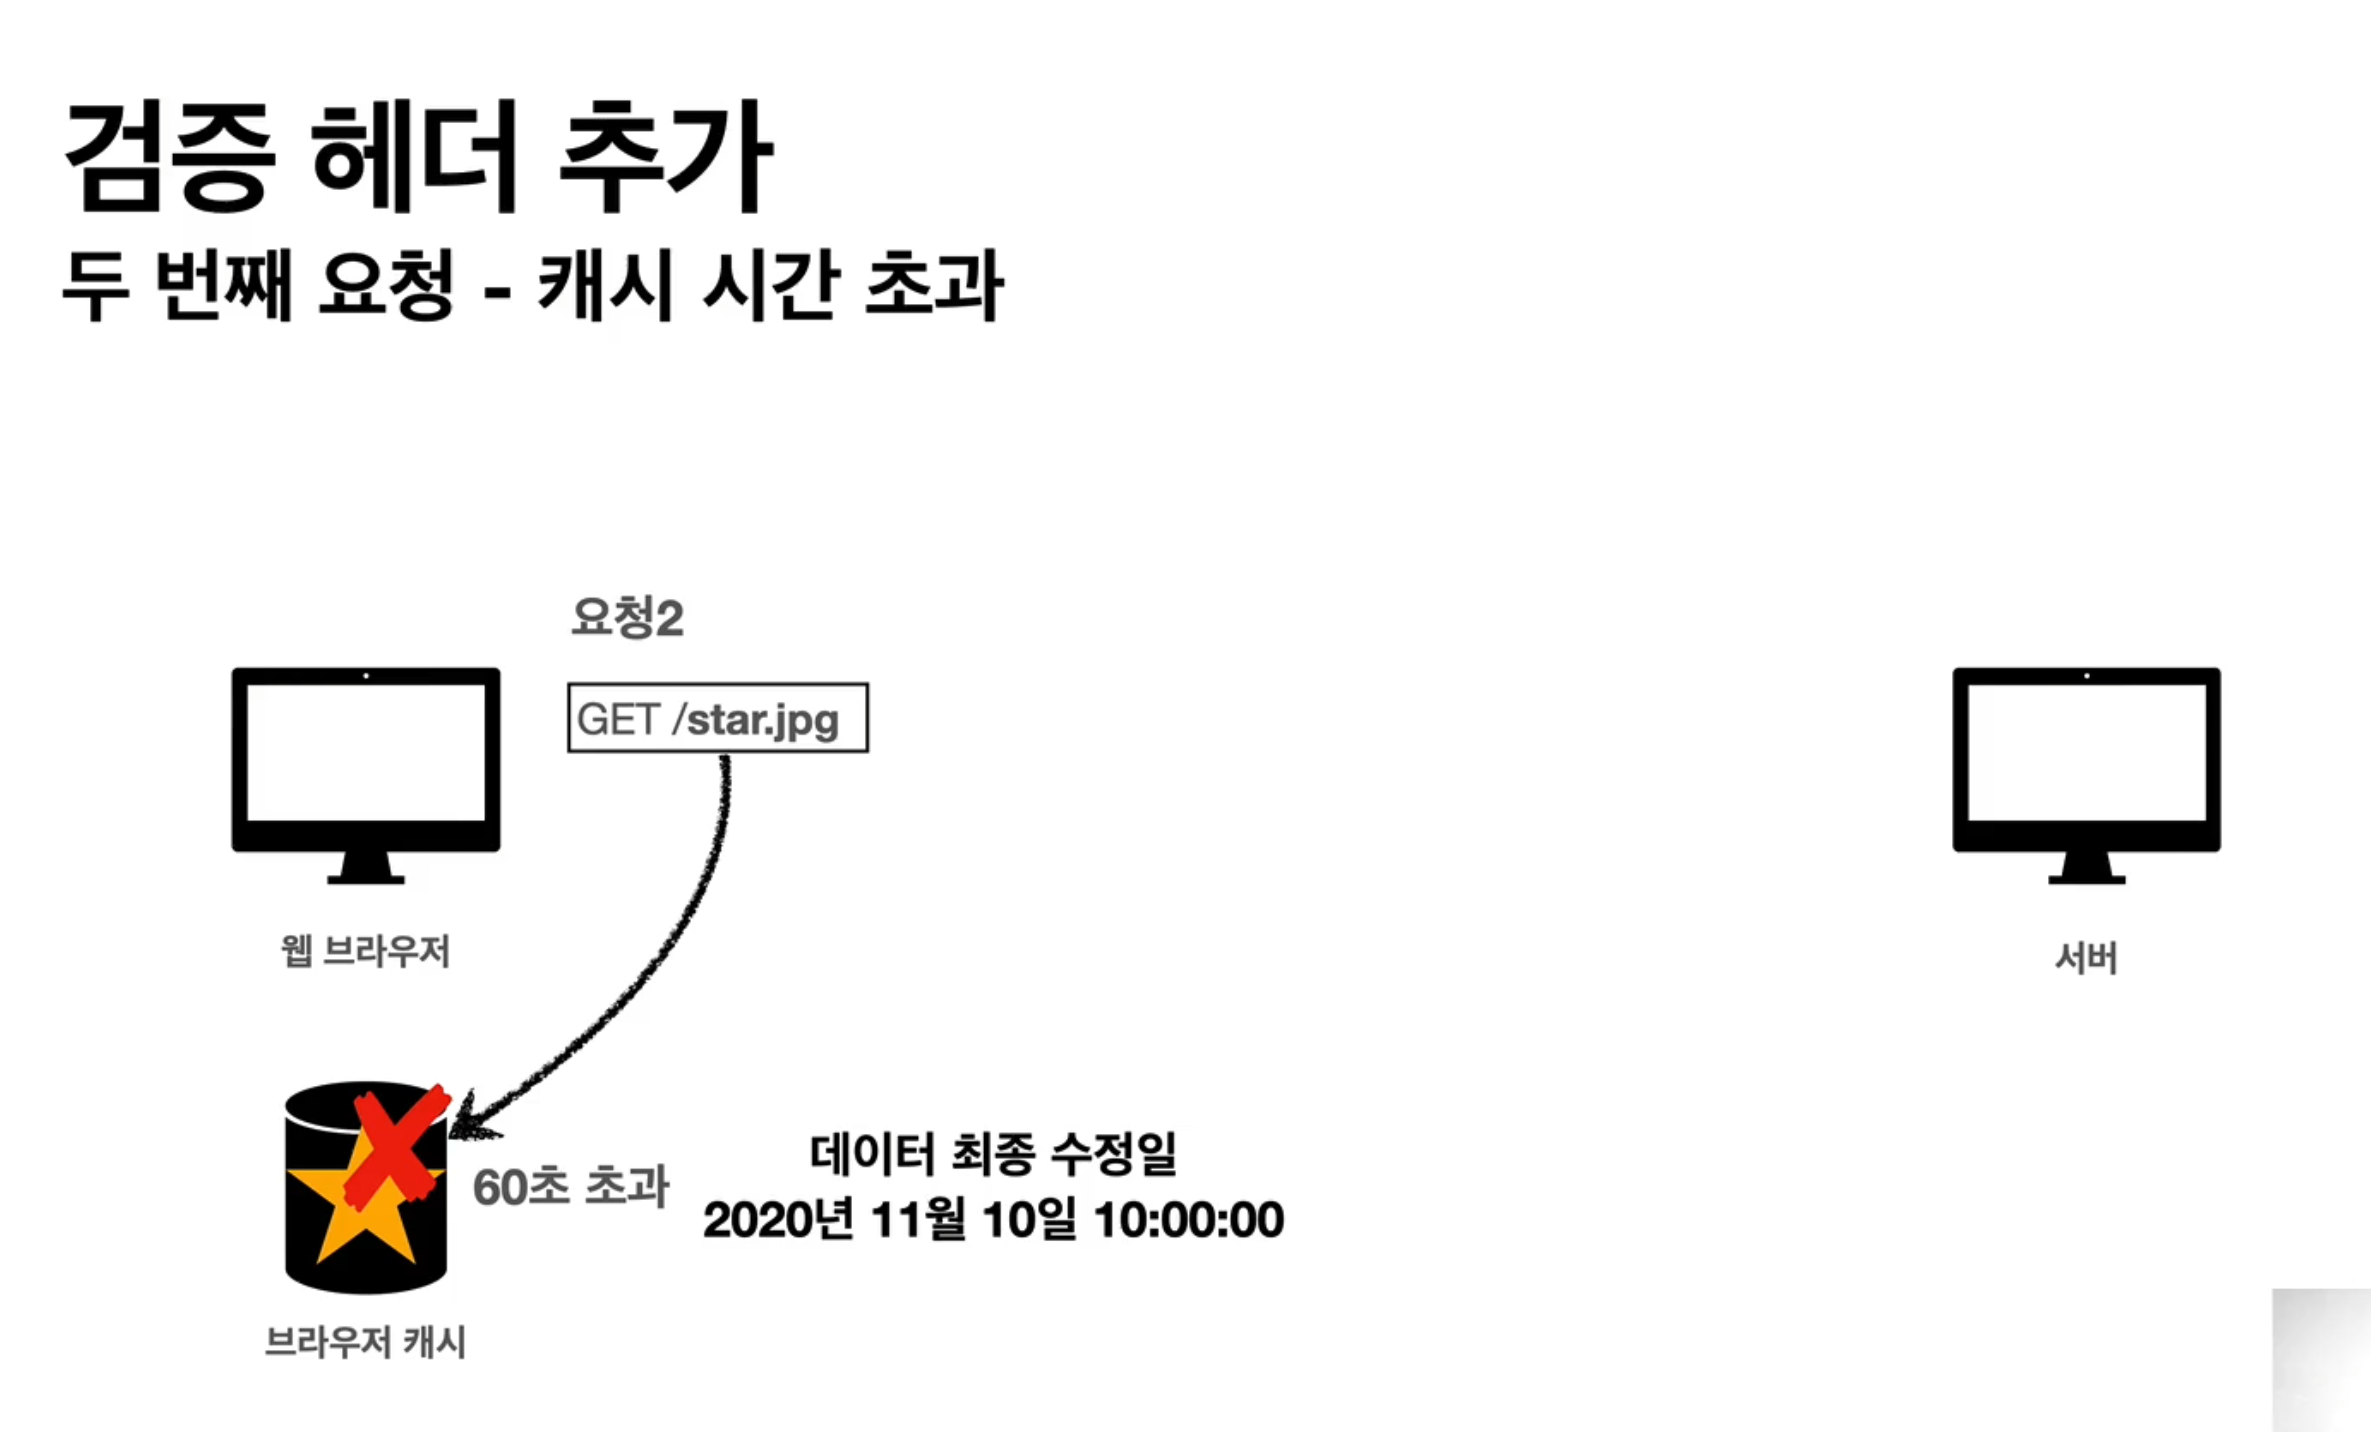 검증 헤더 추가
두 번째 요청 - 캐시 시간 초과
요청2
GET /star.jpg
웹 브라우저
서버
60초 초과
데이터 최종 수정일
2020년 11월 10일 10:00:00
브라우저 캐시